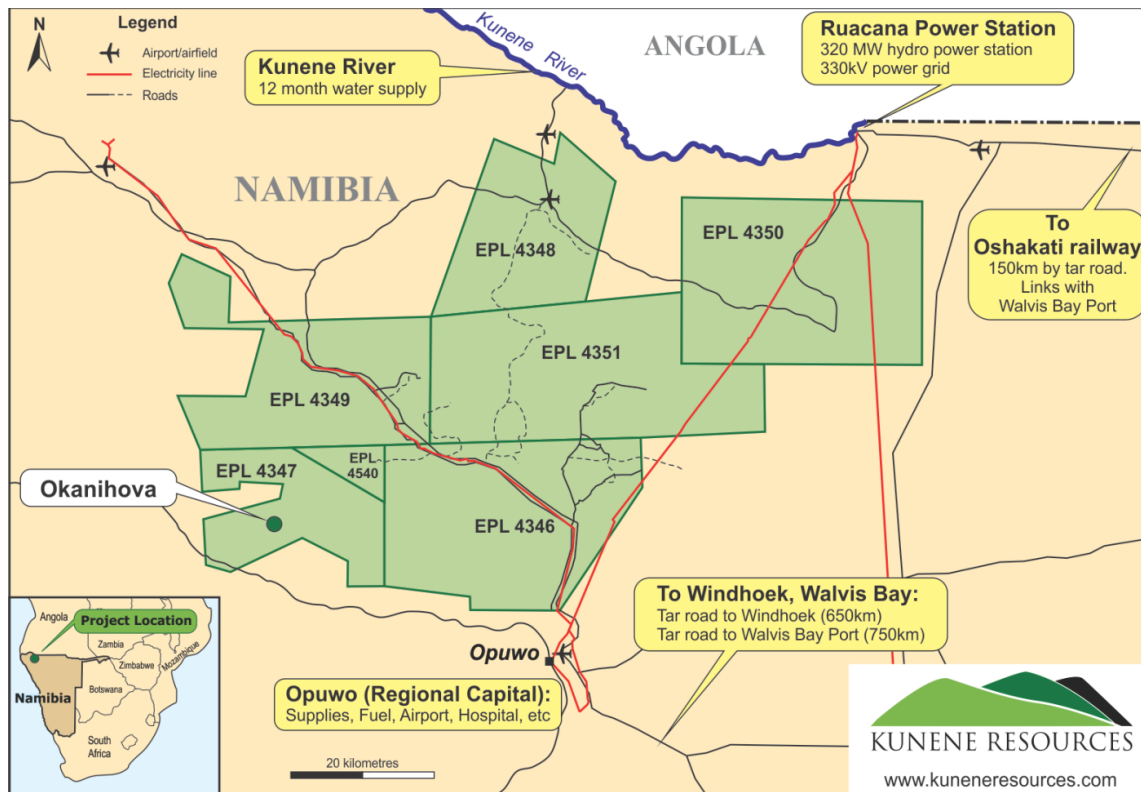 N
Legend
Airport/airfield
Electricity line
Roads
Kunene River
12 month water supply
Kunene
River
ANGOLA
Ruacana Power Station
320 MW hydro power station
330kV power grid
NAMIBIA
To
Oshakati railway
150km by tar road.
Links with
Walvis Bay Port
EPL 4348
EPL 4350
EPL 4351
EPL 4349
EPL
4540
EPL 4347
Okanihova
EPL 4346
To Windhoek, Walvis Bay:
Tar road to Windhoek (650km)
Tar road to Walvis Bay Port (750km)
Opuwo
Opuwo (Regional Capital):
Supplies, Fuel, Airport, Hospital, etc
20 kilometres
Angola
Project Location
Zambia
Mozambique
Zimbabwe
Namibia
Botswana
South
Africa
KUNENE RESOURCES
www.kuneneresources.com